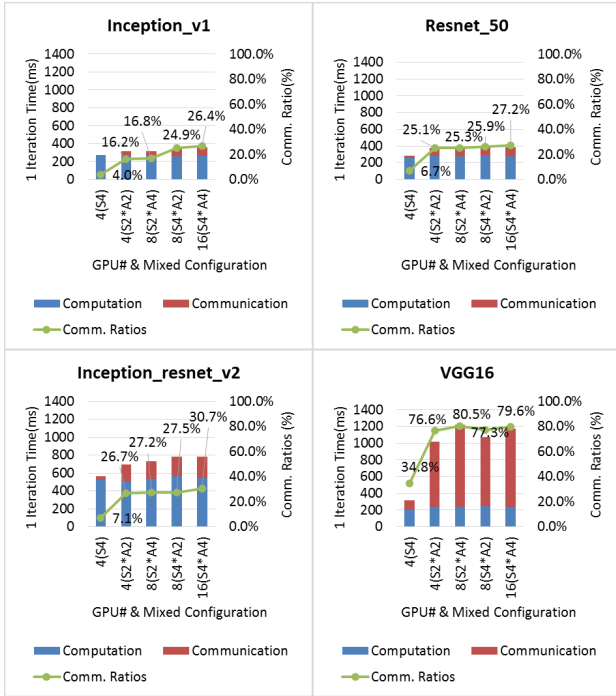 Inception_v1
1 Iteration Time(ms)
1400
1200
1000
800
600
400
200
0
16.2%
4.0%
16.8%
24.9%
26.4%
100.0%
80.0%
60.0%
40.0%
20.0%
0.0%
Comm. Ratio(%)
4(S4)
4(S2*A2)
8(S2*A4)
8(S4*A2)
16(S4*A4)
GPU# & Mixed Configuration
Computation
Communication
Comm. Ratios
Resnet_50
1 Iteration Time(ms)
1400
1200
1000
800
600
400
200
0
25.1%
6.7%
25.3%
25.9%
27.2%
100.0%
80.0%
60.0%
40.0%
20.0%
0.0%
Comm. Ratio(%)
4(S4)
4(S2*A2)
8(S2*A4)
8(S4*A2)
16(S4*A4)
GPU# & Mixed Configuration
Computation
Communication
Comm. Ratios
Inception_resnet_v2
1 Iteration Time(ms)
1400
1200
1000
800
600
400
200
0
26.7%
7.1%
27.2%
27.5%
30.7%
100.0%
80.0%
60.0%
40.0%
20.0%
0.0%
Comm. Ratios (%)
4(S4)
4(S2*A2)
8(S2*A4)
8(S4*A2)
16(S4*A4)
GPU# & Mixed Configuration
Computation
Communication
Comm. Ratios
VGG16
1 Iteration Time(ms)
1400
1200
1000
800
600
400
200
0
34.8%
76.6%
80.5%
77.3%
79.6%
100.0%
80.0%
60.0%
40.0%
20.0%
0.0%
Comm. Ratios (%)
4(S4)
4(S2*A2)
8(S2*A4)
8(S4*A2)
16(S4*A4)
GPU# & Mixed Configuration
Computation
Communication
Comm. Ratios